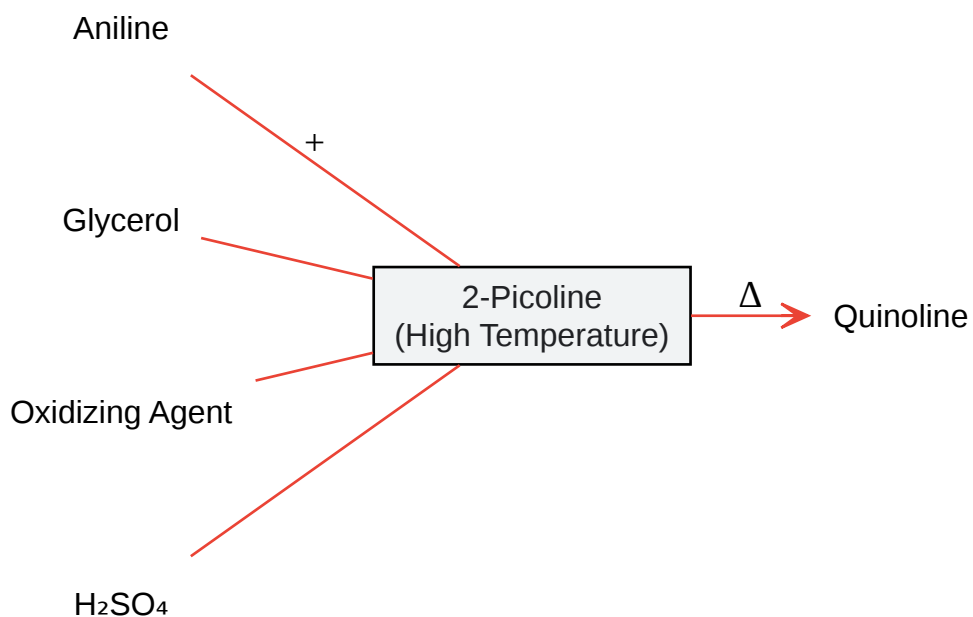 Aniline
+
Glycerol
2-Picoline
(High Temperature)
Δ
Quinoline
Oxidizing Agent
H₂SO₄